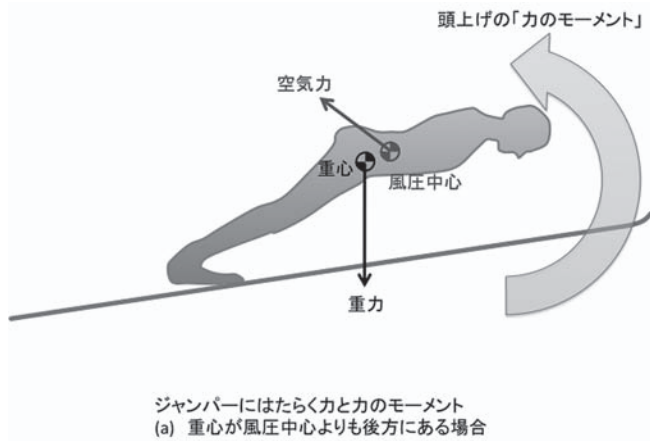 頭上げの「力のモーメント」
空気力
重心
風圧中心
重力
ジャンパーにはたらく力と力のモーメント
(a) 重心が風圧中心よりも後方にある場合